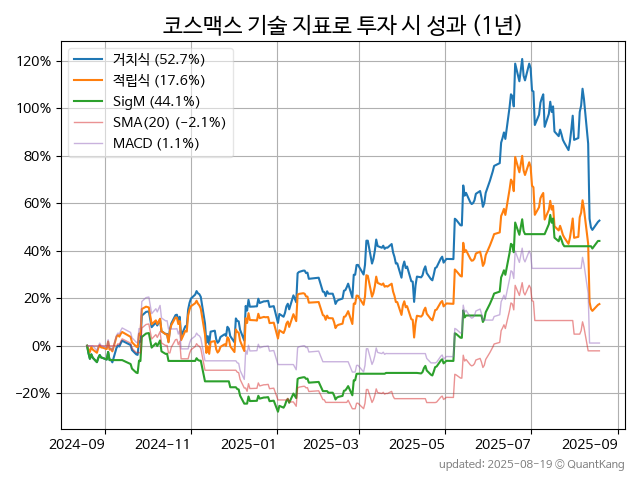 코스맥스 기술 지표로 투자 시 성과 (1년)
120%
100%
80%
60%
40%
20%
0%
−20%
거치식 (52.7%)
적립식 (17.6%)
SigM (44.1%)
SMA(20) (−2.1%)
MACD (1.1%)
2024-09 2024-11 2025-01 2025-03 2025-05 2025-07 2025-09
updated: 2025-08-19 © QuantKang